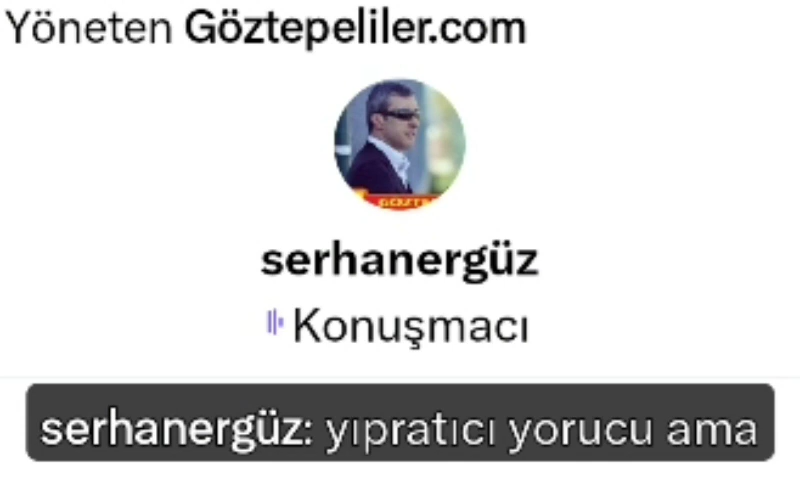 Yöneten Göztepeliler.com
serhanergüz
Konuşmacı
serhanergüz: yıpratıcı yorucu ama